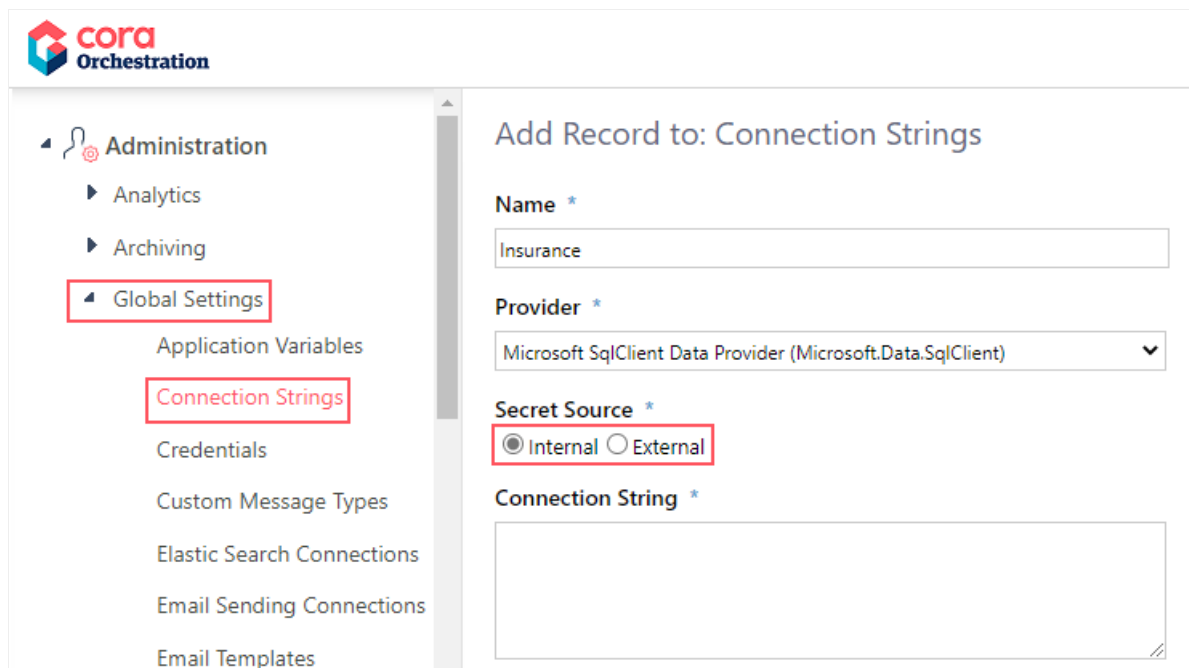 cora
Orchestration
Administration
Analytics
Archiving
Global Settings
Application Variables
Connection Strings
Credentials
Custom Message Types
Elastic Search Connections
Email Sending Connections
Email Templates
Add Record to: Connection Strings
Name *
Insurance
Provider *
Microsoft SqlClient Data Provider (Microsoft.Data.SqlClient)
Secret Source *
Internal External
Connection String *